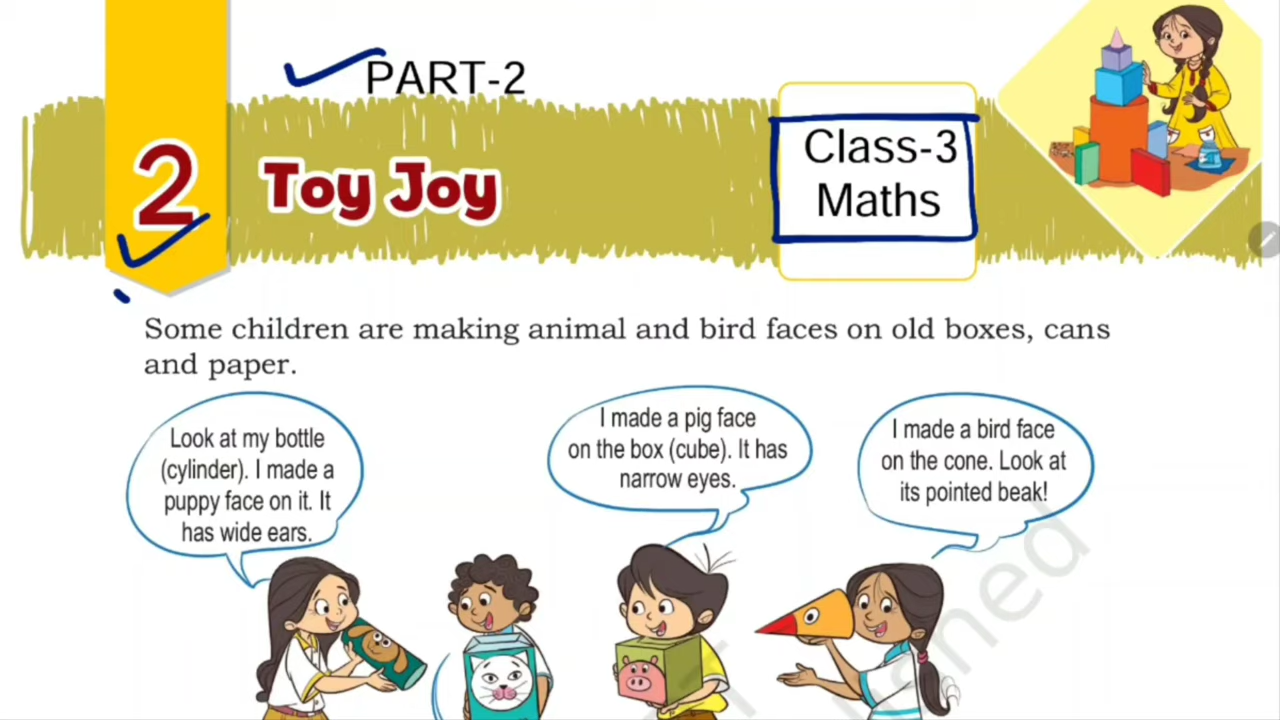 PART-2
2
Toy Joy
Class-3
Maths
Some children are making animal and bird faces on old boxes, cans
and paper.
Look at my bottle
(cylinder). I made a
puppy face on it. It
has wide ears.
I made a pig face
on the box (cube). It has
narrow eyes.
I made a bird face
on the cone. Look at
its pointed beak!